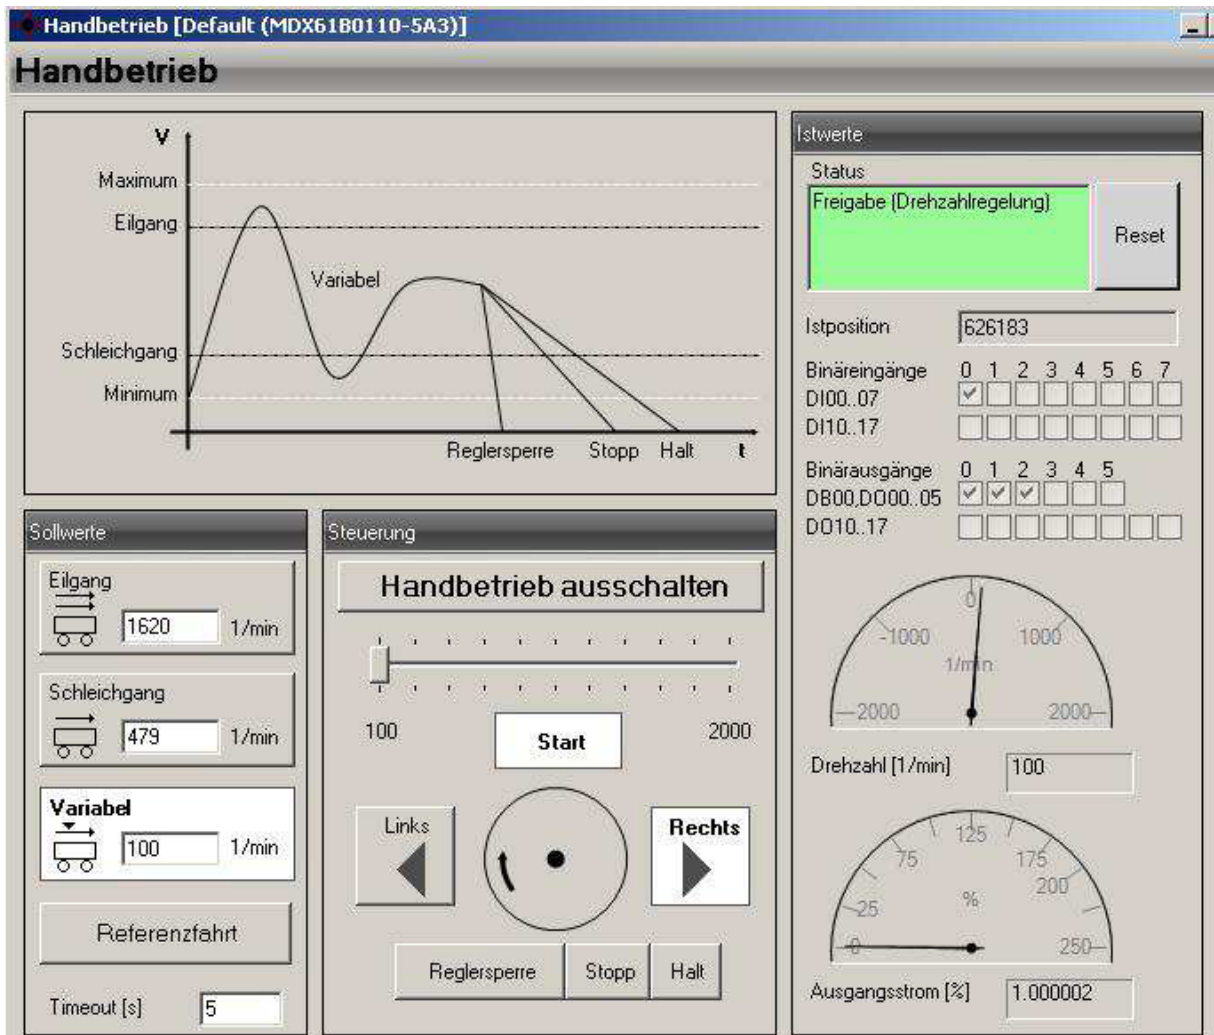 Handbetrieb [Default (MDX61B0110-5A3)]
Handbetrieb
V
Maximum
Eilgang
Variabel
Schleichgang
Minimum
Reglersperre Stopp Halt t
Sollwerte
Eilgang
1620 1/min
Schleichgang
479 1/min
Variabel
100 1/min
Referenzfahrt
Timeout [s] 5
Steuerung
Handbetrieb ausschalten
100 2000
Start
Links
Rechts
Reglersperre Stopp Halt
Istwerte
Status
Freigabe (Drehzahlregelung)
Reset
Istposition 626183
Binäreingänge 0 1 2 3 4 5 6 7
DI00..07
DI10..17
Binärausgänge 0 1 2 3 4 5
DB00,DO00..05
DO10..17
0
-1000 1000
1/min
-2000 2000
Drehzahl [1/min] 100
125
75 175
200
%
25
0 250
Ausgangsstrom [%] 1.000002